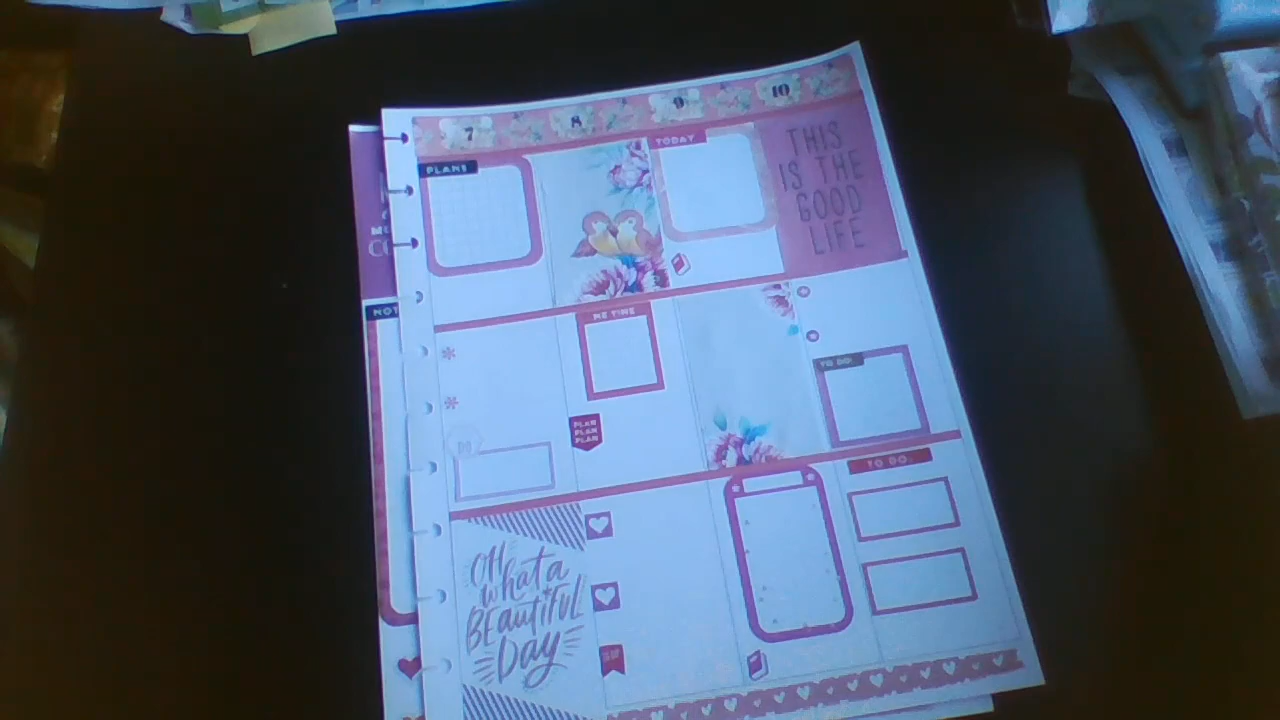 7
8
9
10
PLANS
TODAY
THIS
IS THE
GOOD
LIFE
NOT
ME TIME
TO DO:
PLAN
PLAN
PLAN
TO DO:
OH
what a
BEautiFUL
Day